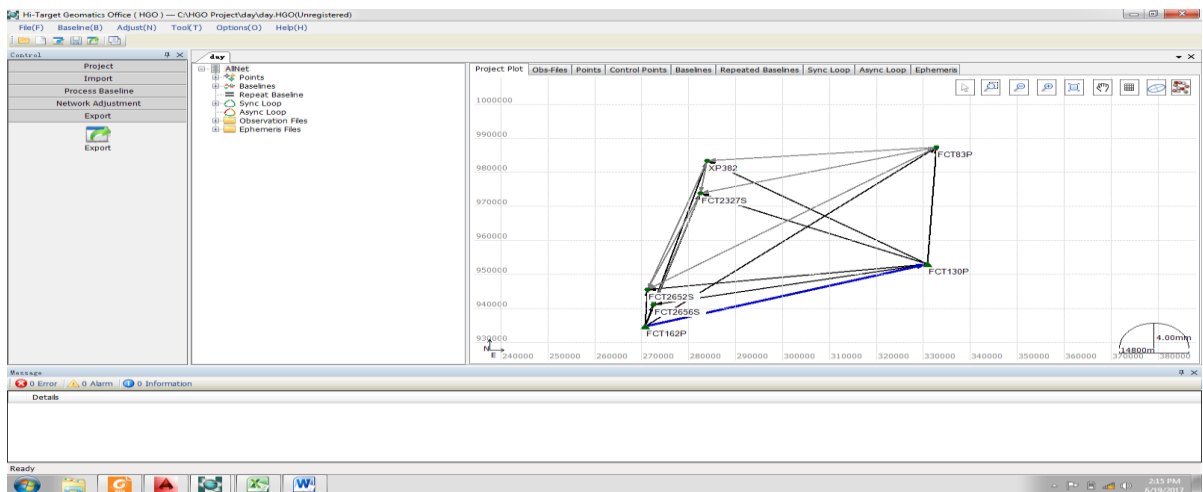 Hi-Target Geomatics Office ( HGO ) — C:\HGO Project\day\day.HGO(Unregistered)
File(F) Baseline(B) Adjust(N) Tool(T) Options(O) Help(H)
Control
Project
Import
Process Baseline
Network Adjustment
Export
Export
day
AllNet
Points
Baselines
Repeat Baseline
Sync Loop
Async Loop
Observation Files
Ephemeris Files
Project Plot Obs-Files Points Control Points Baselines Repeated Baselines Sync Loop Async Loop Ephemeris
1000000
990000
980000
970000
960000
950000
940000
930000
FCT83P
XP382
FCT2327S
FCT130P
FCT2652S
FCT2656S
FCT162P
N
E 240000 250000 260000 270000 280000 290000 300000 310000 320000 330000 340000 350000 360000 370000 380000
4.00mm
14800m
Message
0 Error 0 Alarm 0 Information
Details
Ready
2:15 PM
6/19/2017